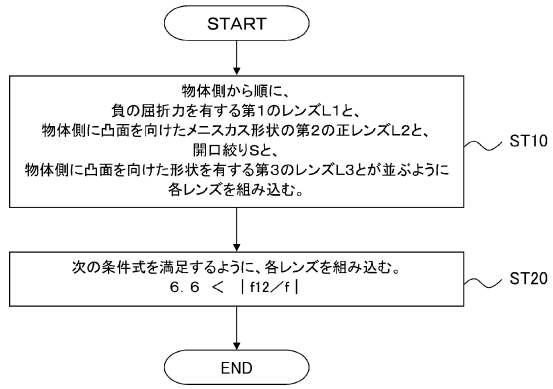 START
物体側から順に、
負の屈折力を有する第1のレンズL1と、
物体側に凸面を向けたメニスカス形状の第2の正レンズL2と、
開口絞りSと、
物体側に凸面を向けた形状を有する第3のレンズL3とが並ぶように
各レンズを組み込む。
ST10
次の条件式を満足するように、各レンズを組み込む。
6.6 < |f12/f|
ST20
END